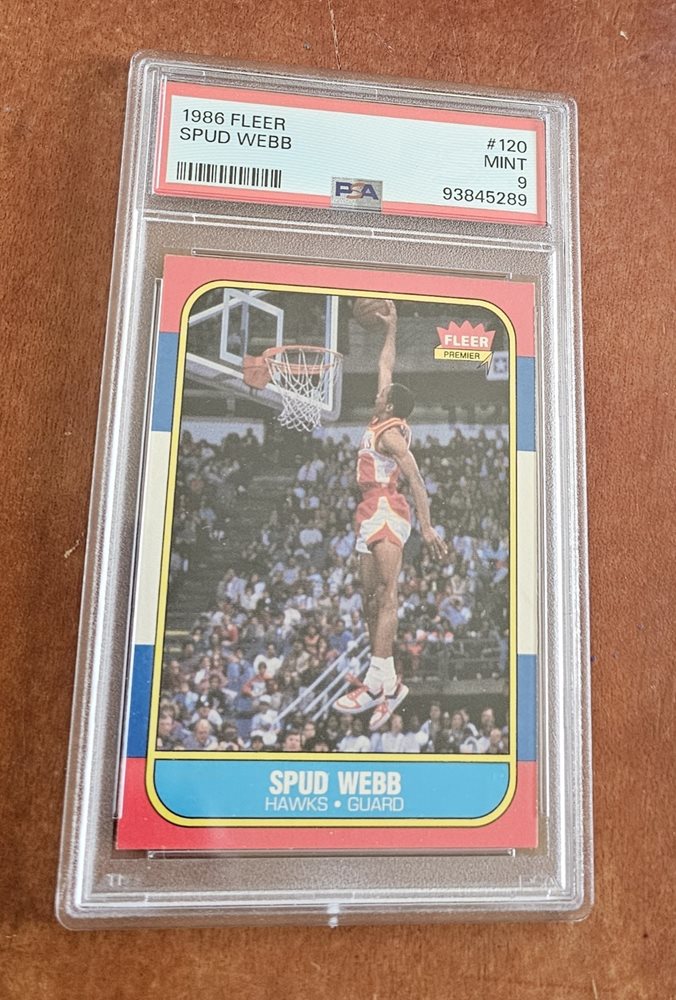 1986 FLEER
SPUD WEBB
#120
MINT
9
93845289
PSA
FLEER
PREMIER
SPUD WEBB
HAWKS • GUARD